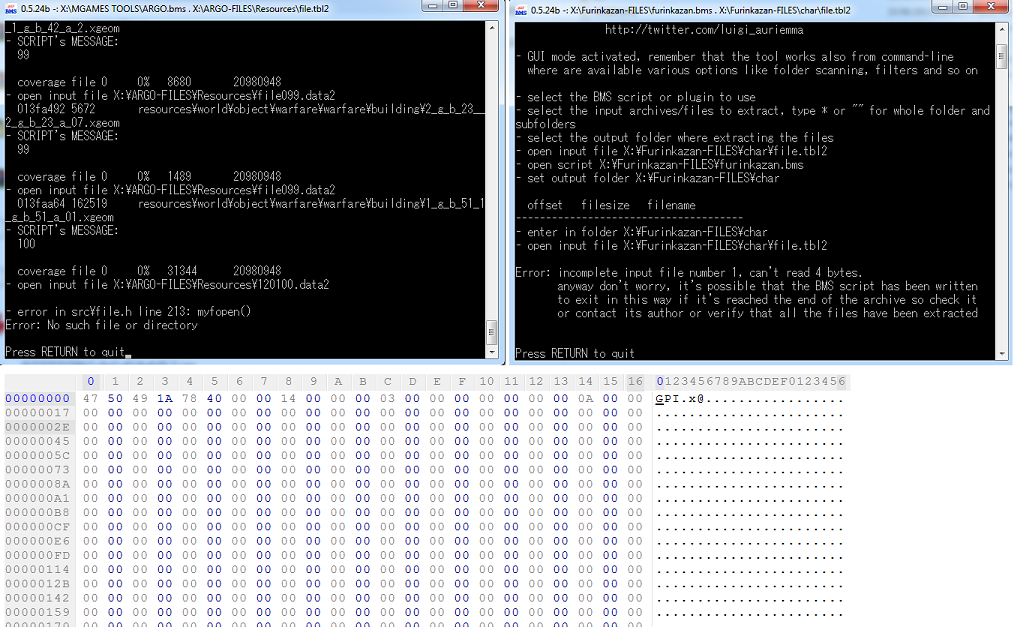 0.5.24b -: X:\MGAMES TOOLS\ARGO.bms . X:\ARGO-FILES\Resources\file.tbl2
_1_g_b_42_a_2.xgeom
- SCRIPT's MESSAGE:
99
coverage file 0 0% 8680 20980948
- open input file X:¥ARGO-FILES¥Resources¥file099.data2
013fa492 5672 resources¥world¥object¥warfare¥warfare¥building¥2_g_b_23__
2_g_b_23_a_07.xgeom
- SCRIPT's MESSAGE:
99
coverage file 0 0% 1489 20980948
- open input file X:¥ARGO-FILES¥Resources¥file099.data2
013faa64 162519 resources¥world¥object¥warfare¥warfare¥building¥1_g_b_51_1
_g_b_51_a_01.xgeom
- SCRIPT's MESSAGE:
100
coverage file 0 0% 31344 20980948
- open input file X:¥ARGO-FILES¥Resources¥120100.data2
- error in src¥file.h line 213: myfopen()
Error: No such file or directory
Press RETURN to quit_
0.5.24b -: X:\Furinkazan-FILES\furinkazan.bms . X:\Furinkazan-FILES\char\file.tbl2
http://twitter.com/luigi_auriemma
- GUI mode activated, remember that the tool works also from command-line
where are available various options like folder scanning, filters and so on
- select the BMS script or plugin to use
- select the input archives/files to extract, type * or "" for whole folder and
subfolders
- select the output folder where extracting the files
- open input file X:¥Furinkazan-FILES¥char¥file.tbl2
- open script X:¥Furinkazan-FILES¥furinkazan.bms
- set output folder X:¥Furinkazan-FILES¥char
offset filesize filename
--------------------------------------
- enter in folder X:¥Furinkazan-FILES¥char
- open input file X:¥Furinkazan-FILES¥char¥file.tbl2
Error: incomplete input file number 1, can't read 4 bytes.
anyway don't worry, it's possible that the BMS script has been written
to exit in this way if it's reached the end of the archive so check it
or contact its author or verify that all the files have been extracted
Press RETURN to quit
0 1 2 3 4 5 6 7 8 9 A B C D E F 10 11 12 13 14 15 16 0123456789ABCDEF0123456
00000000 47 50 49 1A 78 40 00 00 14 00 00 00 03 00 00 00 00 00 00 00 0A 00 00 GPI.x@.................
00000017 00 00 00 00 00 00 00 00 00 00 00 00 00 00 00 00 00 00 00 00 00 00 00 .......................
0000002E 00 00 00 00 00 00 00 00 00 00 00 00 00 00 00 00 00 00 00 00 00 00 00 .......................
00000045 00 00 00 00 00 00 00 00 00 00 00 00 00 00 00 00 00 00 00 00 00 00 00 .......................
0000005C 00 00 00 00 00 00 00 00 00 00 00 00 00 00 00 00 00 00 00 00 00 00 00 .......................
00000073 00 00 00 00 00 00 00 00 00 00 00 00 00 00 00 00 00 00 00 00 00 00 00 .......................
0000008A 00 00 00 00 00 00 00 00 00 00 00 00 00 00 00 00 00 00 00 00 00 00 00 .......................
000000A1 00 00 00 00 00 00 00 00 00 00 00 00 00 00 00 00 00 00 00 00 00 00 00 .......................
000000B8 00 00 00 00 00 00 00 00 00 00 00 00 00 00 00 00 00 00 00 00 00 00 00 .......................
000000CF 00 00 00 00 00 00 00 00 00 00 00 00 00 00 00 00 00 00 00 00 00 00 00 .......................
000000E6 00 00 00 00 00 00 00 00 00 00 00 00 00 00 00 00 00 00 00 00 00 00 00 .......................
000000FD 00 00 00 00 00 00 00 00 00 00 00 00 00 00 00 00 00 00 00 00 00 00 00 .......................
00000114 00 00 00 00 00 00 00 00 00 00 00 00 00 00 00 00 00 00 00 00 00 00 00 .......................
0000012B 00 00 00 00 00 00 00 00 00 00 00 00 00 00 00 00 00 00 00 00 00 00 00 .......................
00000142 00 00 00 00 00 00 00 00 00 00 00 00 00 00 00 00 00 00 00 00 00 00 00 .......................
00000159 00 00 00 00 00 00 00 00 00 00 00 00 00 00 00 00 00 00 00 00 00 00 00 .......................